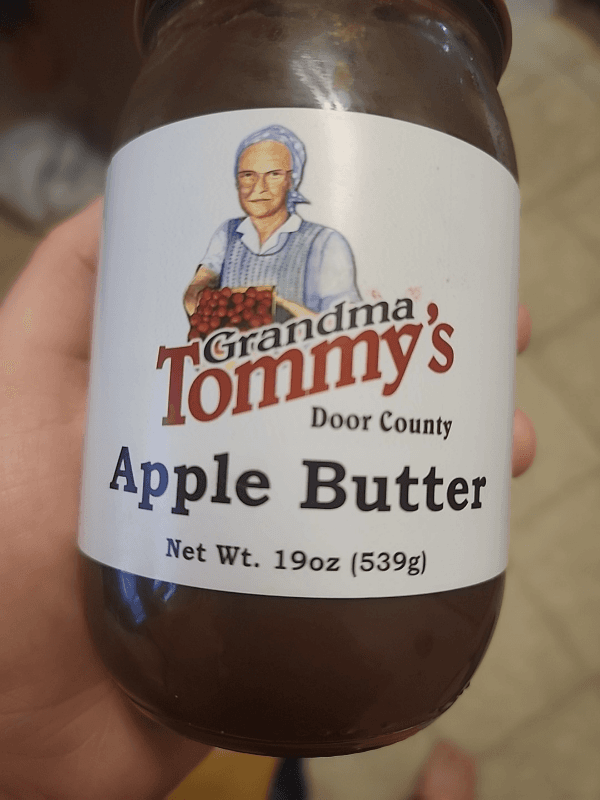 Grandma
Tommy's
Door County
Apple Butter
Net Wt. 19oz (539g)